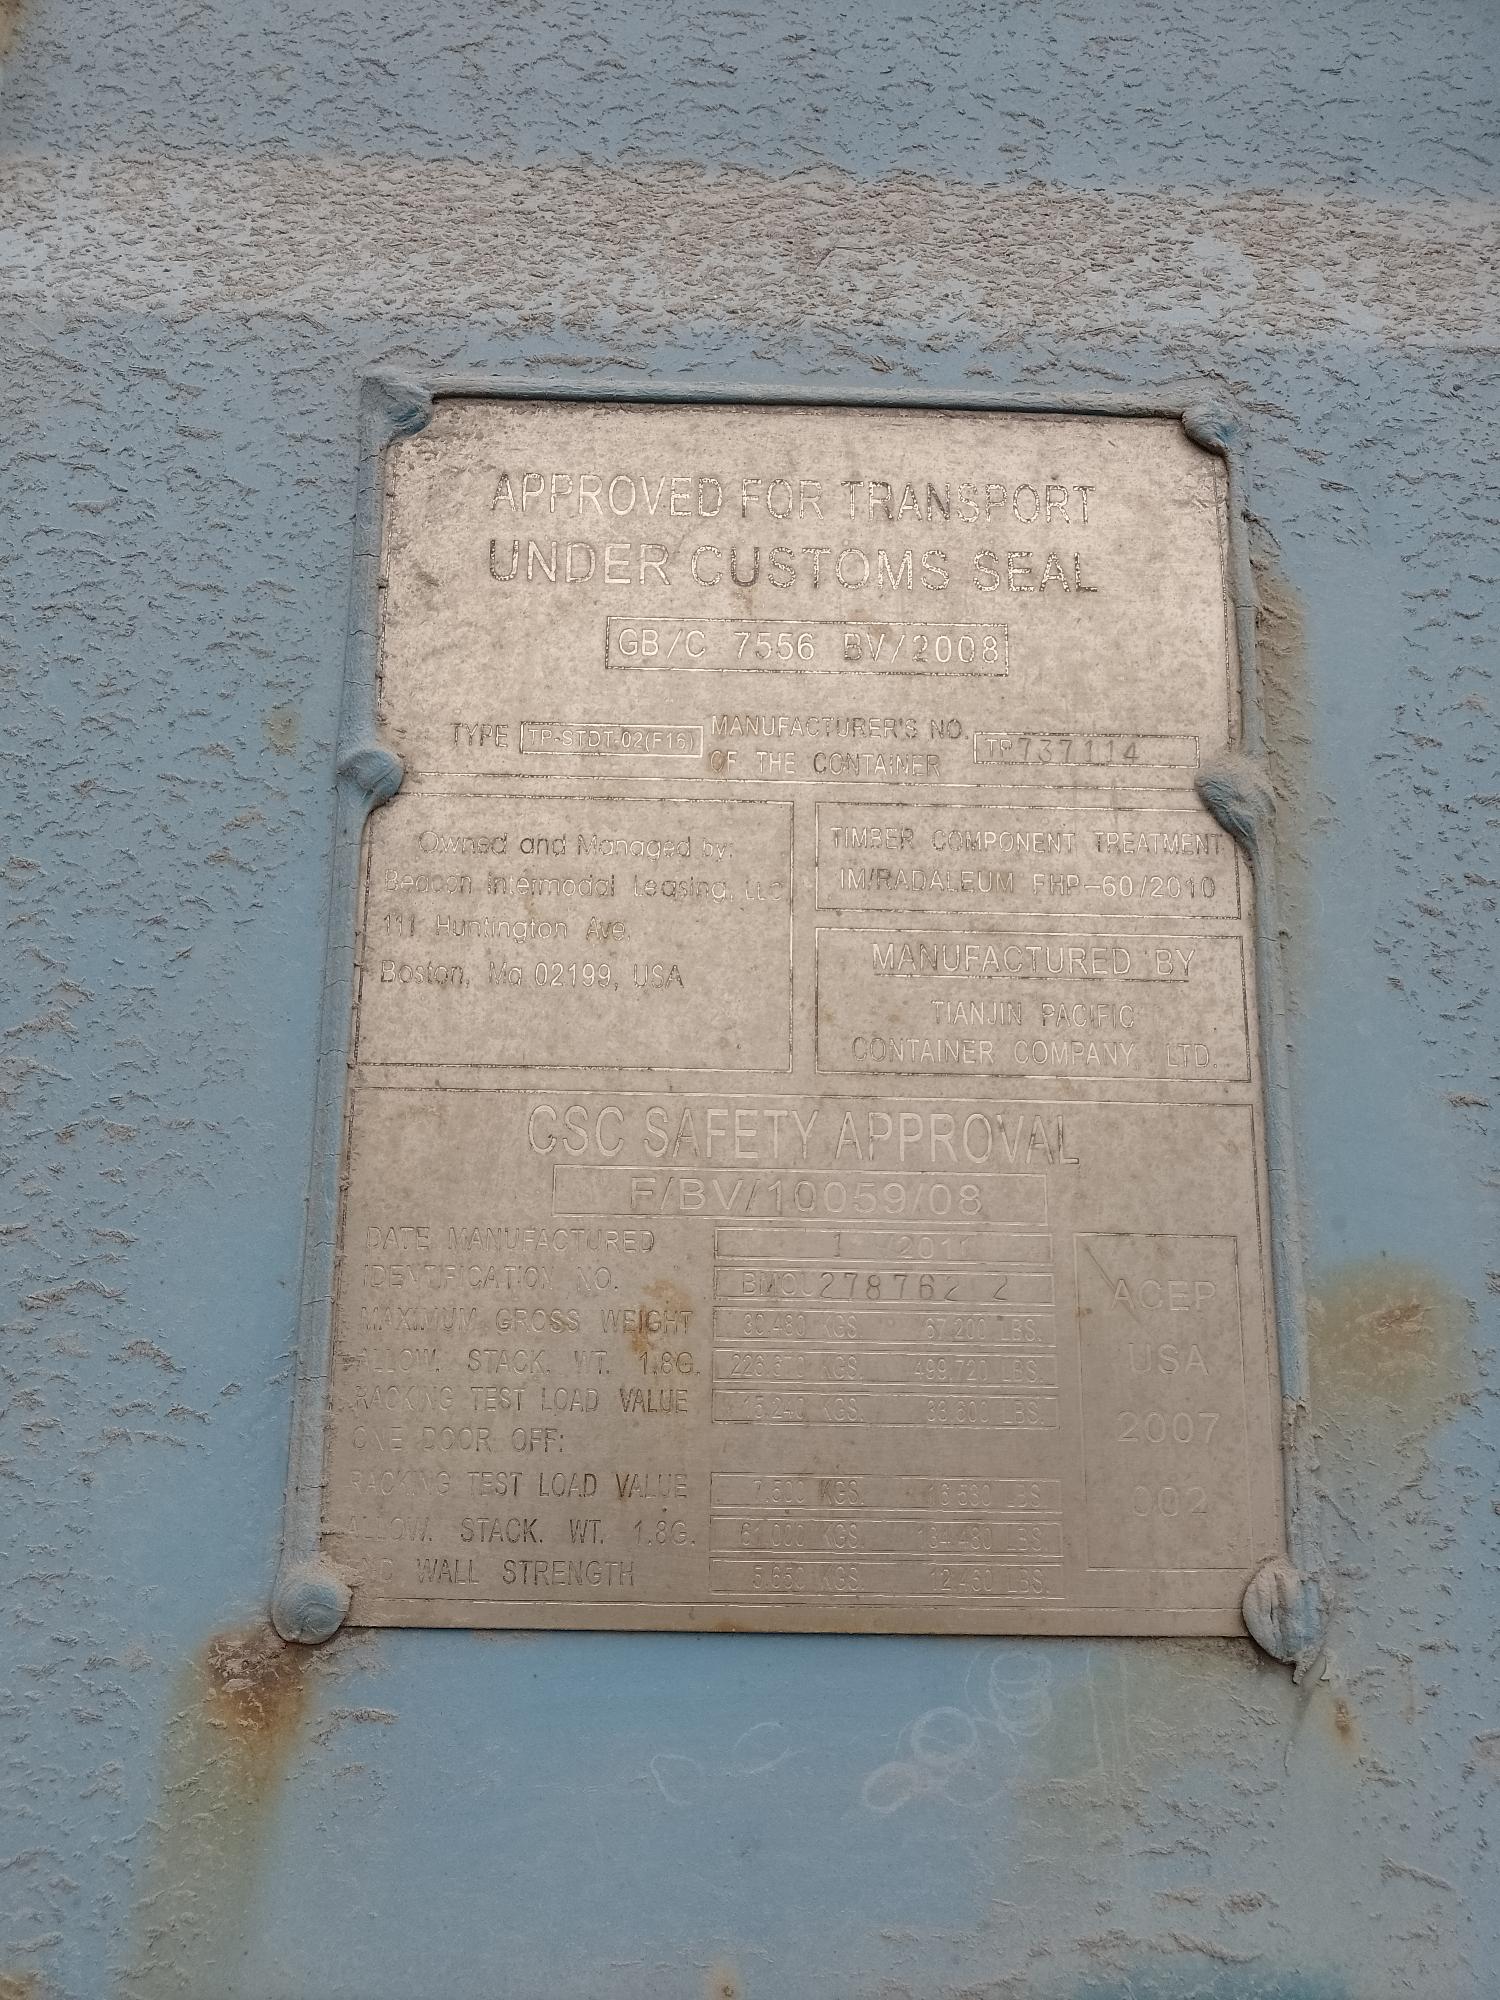 APPROVED FOR TRANSPORT
UNDER CUSTOMS SEAL
GB/C 7556 BV/2008
TYPE TP-STDT-02(F16) MANUFACTURER'S NO. OF THE CONTAINER TP737114
Owned and Managed by:
Beacon Intermodal Leasing, LLC
111 Huntington Ave.
Boston, Ma 02199, USA
TIMBER COMPONENT TREATMENT
IM/RADALEUM FHP-60/2010
MANUFACTURED BY
TIANJIN PACIFIC
CONTAINER COMPANY, LTD.
CSC SAFETY APPROVAL
F/BV/10059/08
DATE MANUFACTURED 1 /2011
IDENTIFICATION NO. BMOU278762 2
MAXIMUM GROSS WEIGHT 30.480 KGS. 67.200 LBS.
ALLOW. STACK. WT. 1.8G. 226.670 KGS. 499.720 LBS.
RACKING TEST LOAD VALUE 15.240 KGS. 33.600 LBS.
ONE DOOR OFF:
RACKING TEST LOAD VALUE 7.500 KGS. 16.530 LBS.
ALLOW. STACK. WT. 1.8G. 61.000 KGS. 134.480 LBS.
END WALL STRENGTH 5.650 KGS. 12.460 LBS.
ACEP
USA
2007
002